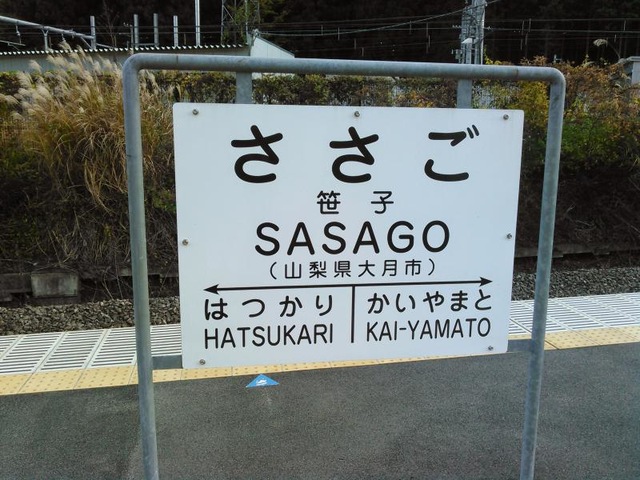 ささご
笹子
SASAGO
(山梨県大月市)
はつかり かいやまと
HATSUKARI KAI-YAMATO